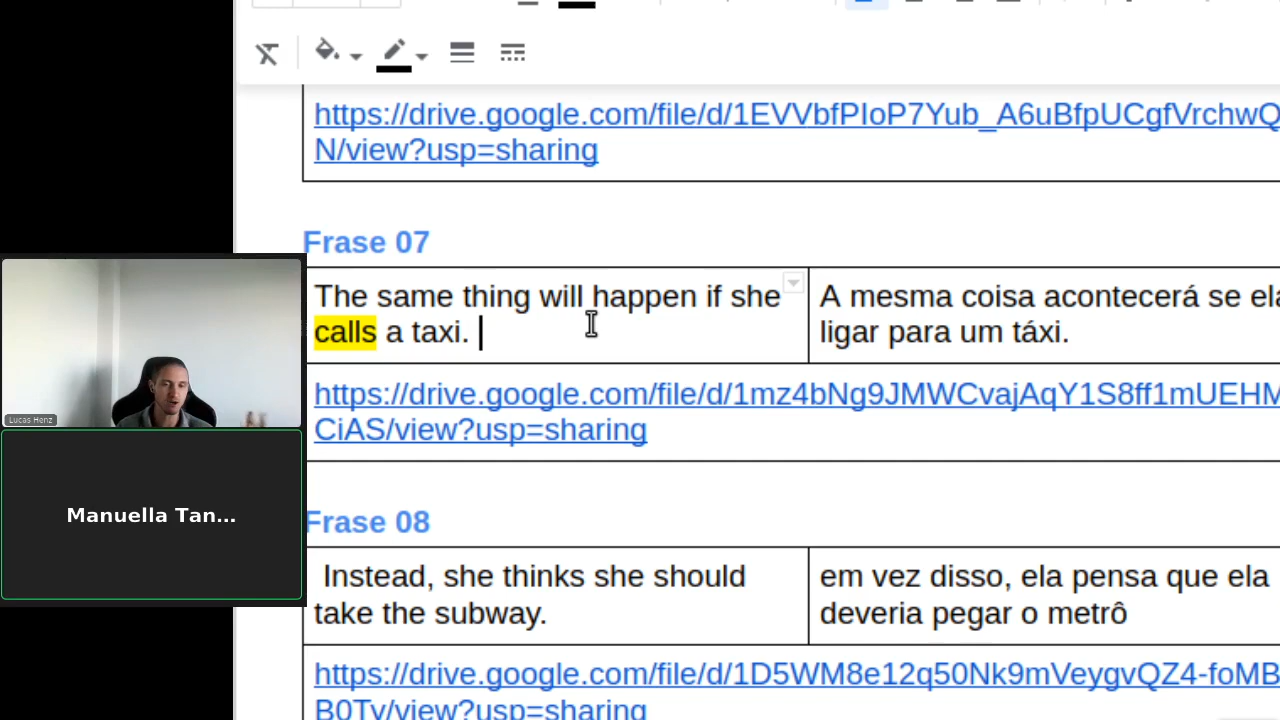 https://drive.google.com/file/d/1EVVbfPIoP7Yub_A6uBfpUCgfVrchwQ
N/view?usp=sharing
Frase 07
The same thing will happen if she
calls a taxi.
A mesma coisa acontecerá se ela
ligar para um táxi.
https://drive.google.com/file/d/1mz4bNg9JMWCvajAqY1S8ff1mUEHM
CiAS/view?usp=sharing
Lucas Henz
Manuella Tan...
Frase 08
Instead, she thinks she should
take the subway.
em vez disso, ela pensa que ela
deveria pegar o metrô
https://drive.google.com/file/d/1D5WM8e12q50Nk9mVeygvQZ4-foMB
B0Tv/view?usp=sharing